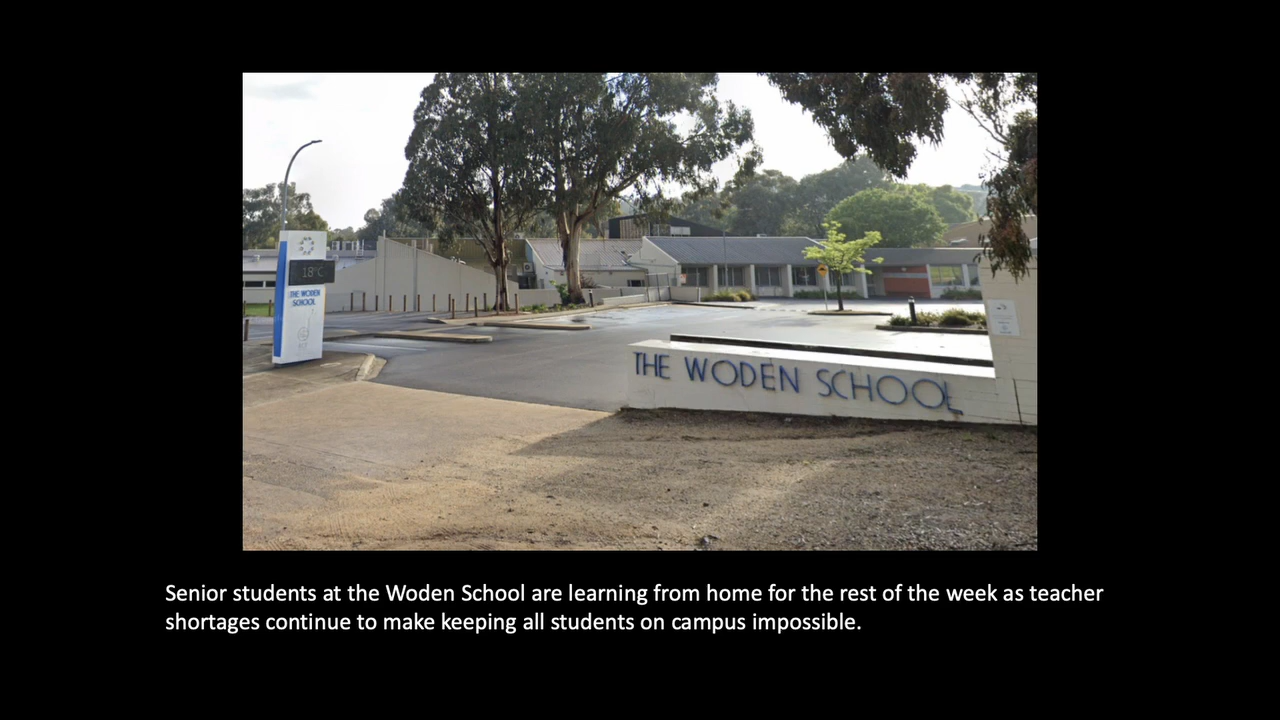 18°C
THE WODEN
SCHOOL
THE WODEN SCHOOL
Senior students at the Woden School are learning from home for the rest of the week as teacher
shortages continue to make keeping all students on campus impossible.